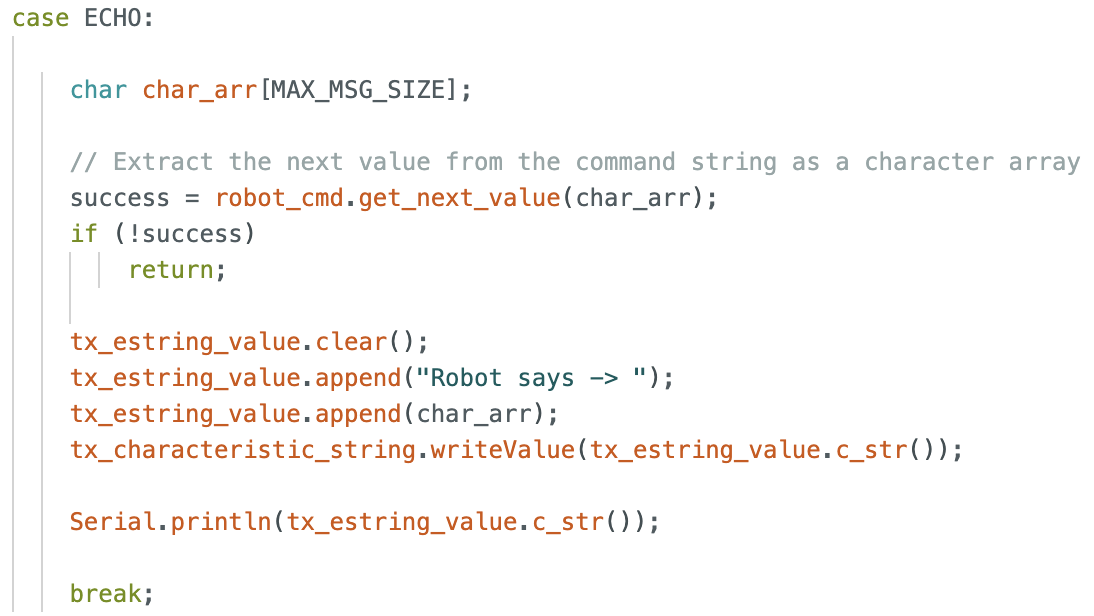 case ECHO:
char char_arr[MAX_MSG_SIZE];
// Extract the next value from the command string as a character array
success = robot_cmd.get_next_value(char_arr);
if (!success)
return;
tx_estring_value.clear();
tx_estring_value.append("Robot says -> ");
tx_estring_value.append(char_arr);
tx_characteristic_string.writeValue(tx_estring_value.c_str());
Serial.println(tx_estring_value.c_str());
break;